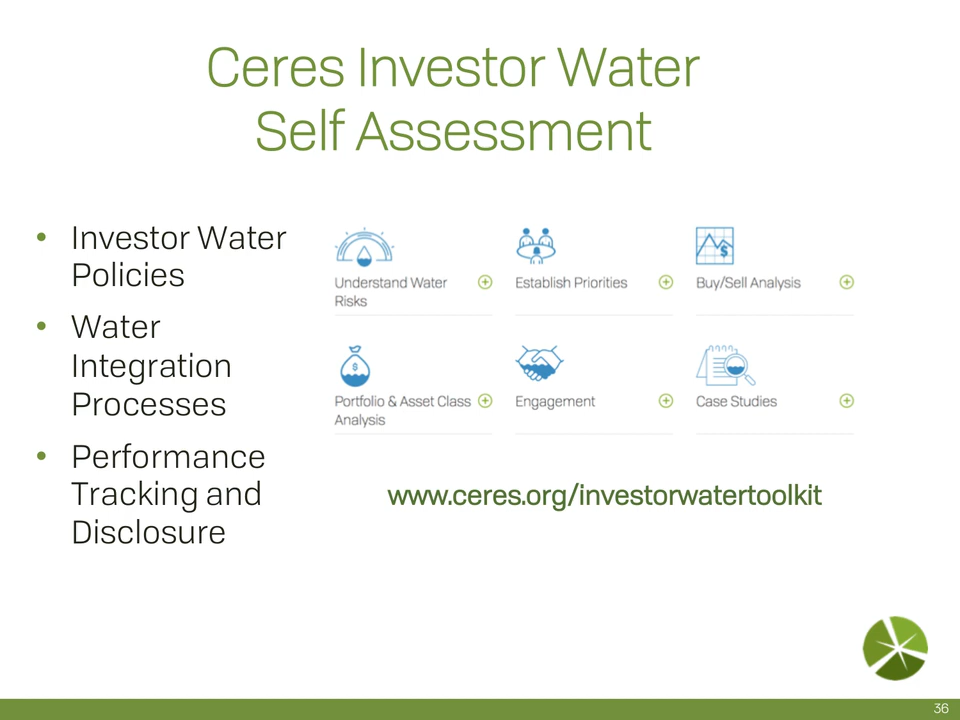 Ceres Investor Water
Self Assessment
• Investor Water
Policies
• Water
Integration
Processes
• Performance
Tracking and
Disclosure
Understand Water
Risks
Establish Priorities
$
Buy/Sell Analysis
$
Portfolio & Asset Class
Analysis
Engagement
Case Studies
www.ceres.org/investorwatertoolkit
36